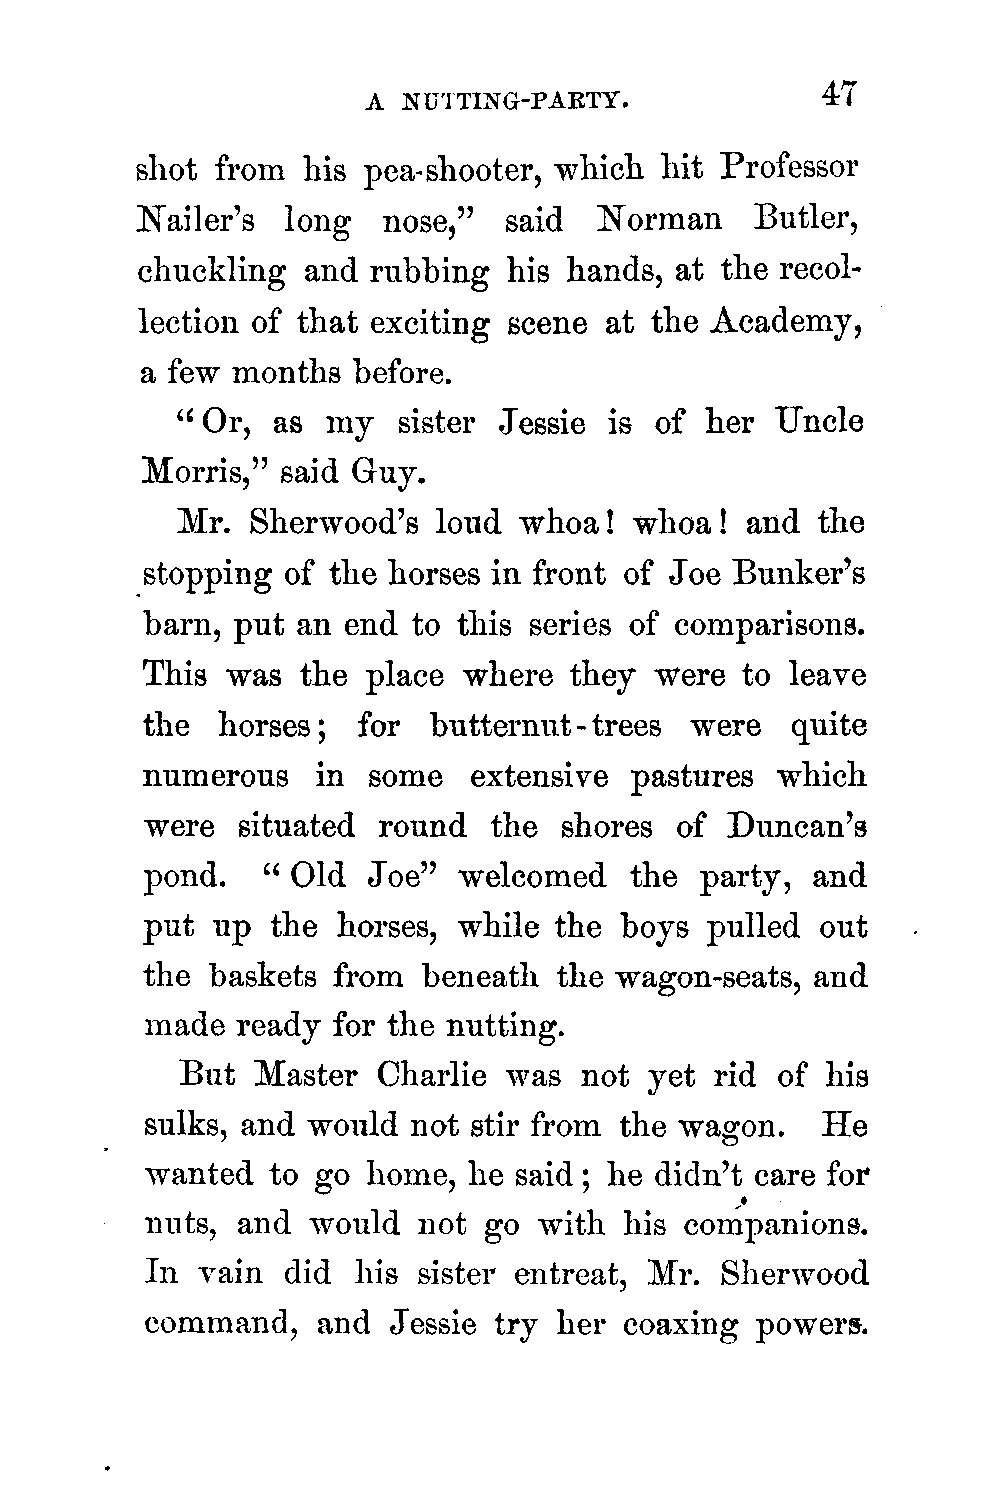 A NUTTING-PARTY. 47
shot from his pea-shooter, which hit Professor
Nailer's long nose,” said Norman Butler,
chuckling and rubbing his hands, at the recol-
lection of that exciting scene at the Academy,
a few months before.
“Or, as my sister Jessie is of her Uncle
Morris,” said Guy.
Mr. Sherwood's loud whoa! whoa! and the
stopping of the horses in front of Joe Bunker's
barn, put an end to this series of comparisons.
This was the place where they were to leave
the horses; for butternut-trees were quite
numerous in some extensive pastures which
were situated round the shores of Duncan's
pond. “Old Joe” welcomed the party, and
put up the horses, while the boys pulled out
the baskets from beneath the wagon-seats, and
made ready for the nutting.
But Master Charlie was not yet rid of his
sulks, and would not stir from the wagon. He
wanted to go home, he said; he didn't care for
nuts, and would not go with his companions.
In vain did his sister entreat, Mr. Sherwood
command, and Jessie try her coaxing powers.